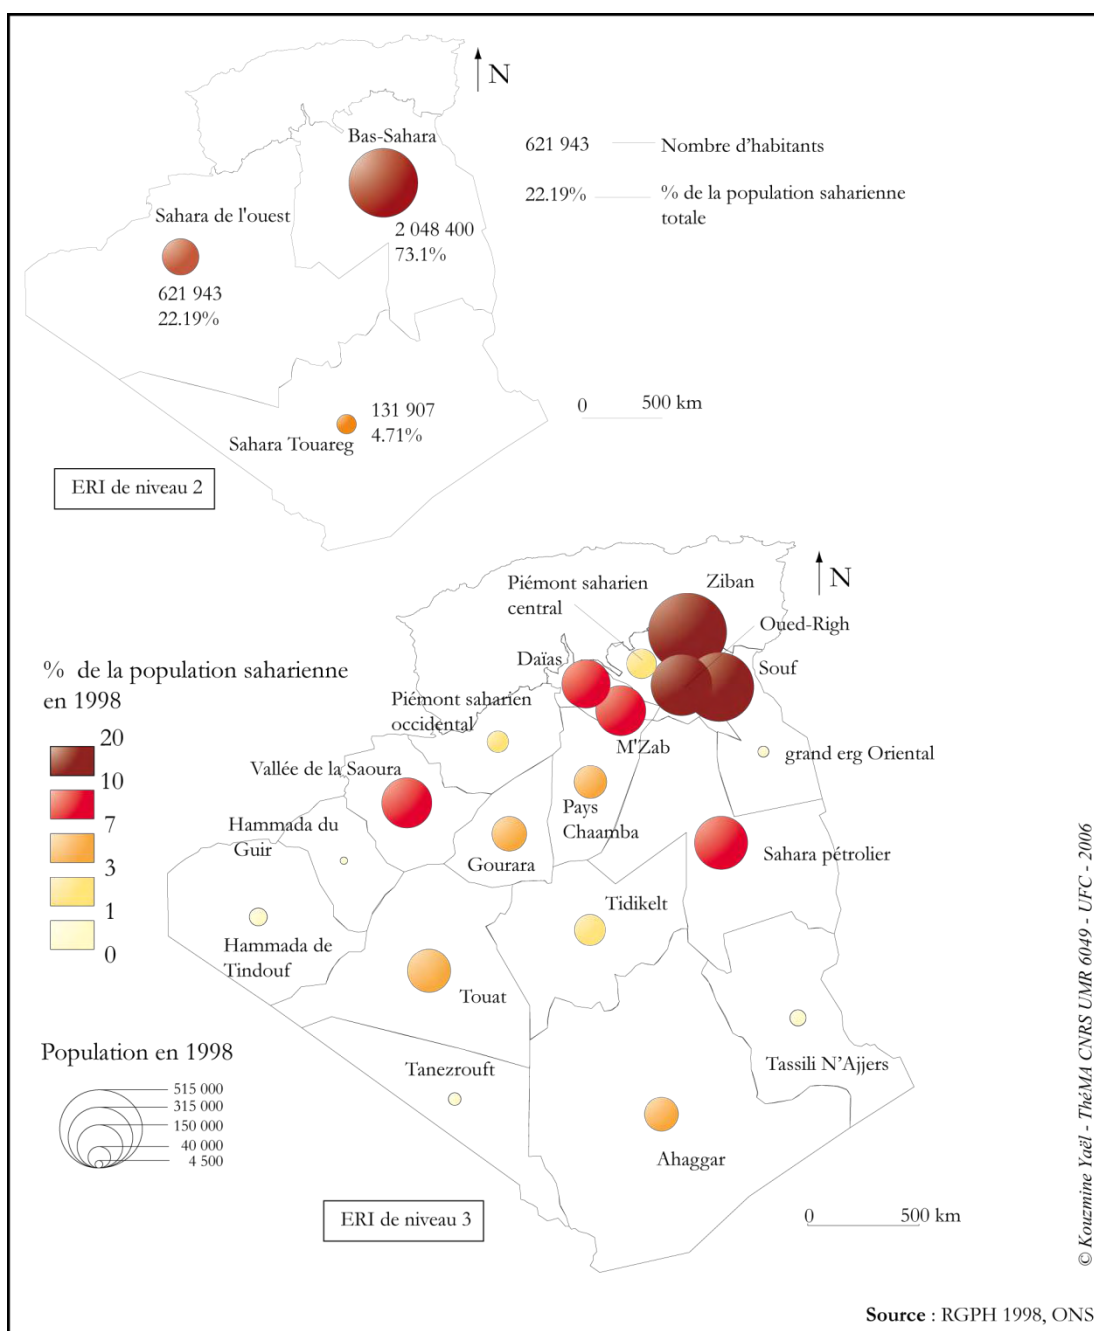 N
Bas-Sahara
621 943
Nombre d'habitants
22.19%
% de la population saharienne
totale
Sahara de l'ouest
2 048 400
73.1%
621 943
22.19%
131 907
4.71%
Sahara Touareg
0 500 km
ERI de niveau 2
N
Piémont saharien
central
Ziban
Oued-Righ
Daïas
Souf
% de la population saharienne
en 1998
20
10
7
3
1
0
Piémont saharien
occidental
M'Zab
grand erg Oriental
Vallée de la Saoura
Pays
Chaamba
Hammada du
Guir
Gourara
Sahara pétrolier
Tidikelt
Hammada de
Tindouf
Touat
Population en 1998
515 000
315 000
150 000
40 000
4 500
Tanezrouft
Tassili N'Ajjers
Ahaggar
ERI de niveau 3
0 500 km
© Kouzmine Yaël - ThéMA CNRS UMR 6049 - UFC - 2006
Source : RGPH 1998, ONS